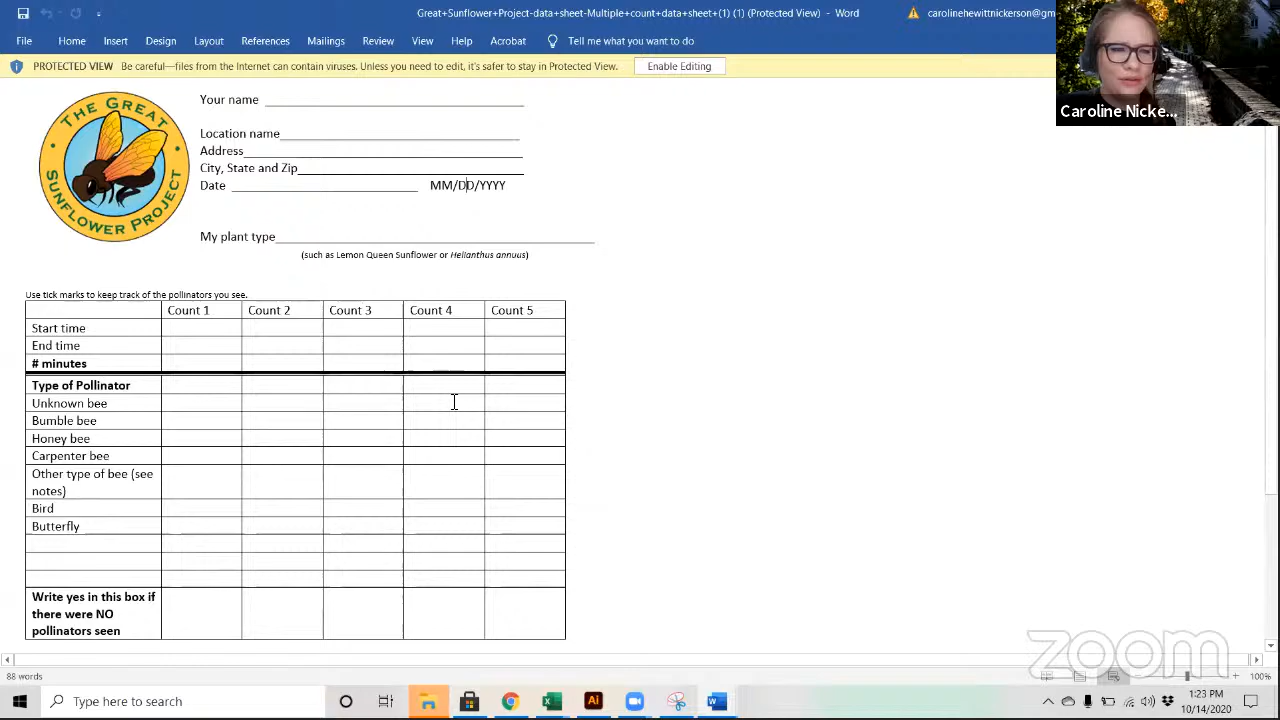 Great+Sunflower+Project-data+sheet-Multiple+count+data+sheet+(1) (1) (Protected View) - Word
carolinehewittnickerson@gm
File Home Insert Design Layout References Mailings Review View Help Acrobat Tell me what you want to do
PROTECTED VIEW Be careful—files from the Internet can contain viruses. Unless you need to edit, it's safer to stay in Protected View. Enable Editing
Caroline Nicke...
THE GREAT SUNFLOWER PROJECT
Your name
Location name
Address
City, State and Zip
Date MM/DD/YYYY
My plant type
(such as Lemon Queen Sunflower or Helianthus annuus)
Use tick marks to keep track of the pollinators you see.
Count 1 Count 2 Count 3 Count 4 Count 5
Start time
End time
# minutes
Type of Pollinator
Unknown bee
Bumble bee
Honey bee
Carpenter bee
Other type of bee (see
notes)
Bird
Butterfly
Write yes in this box if
there were NO
pollinators seen
zoom
88 words
100%
Type here to search
1:23 PM
10/14/2020